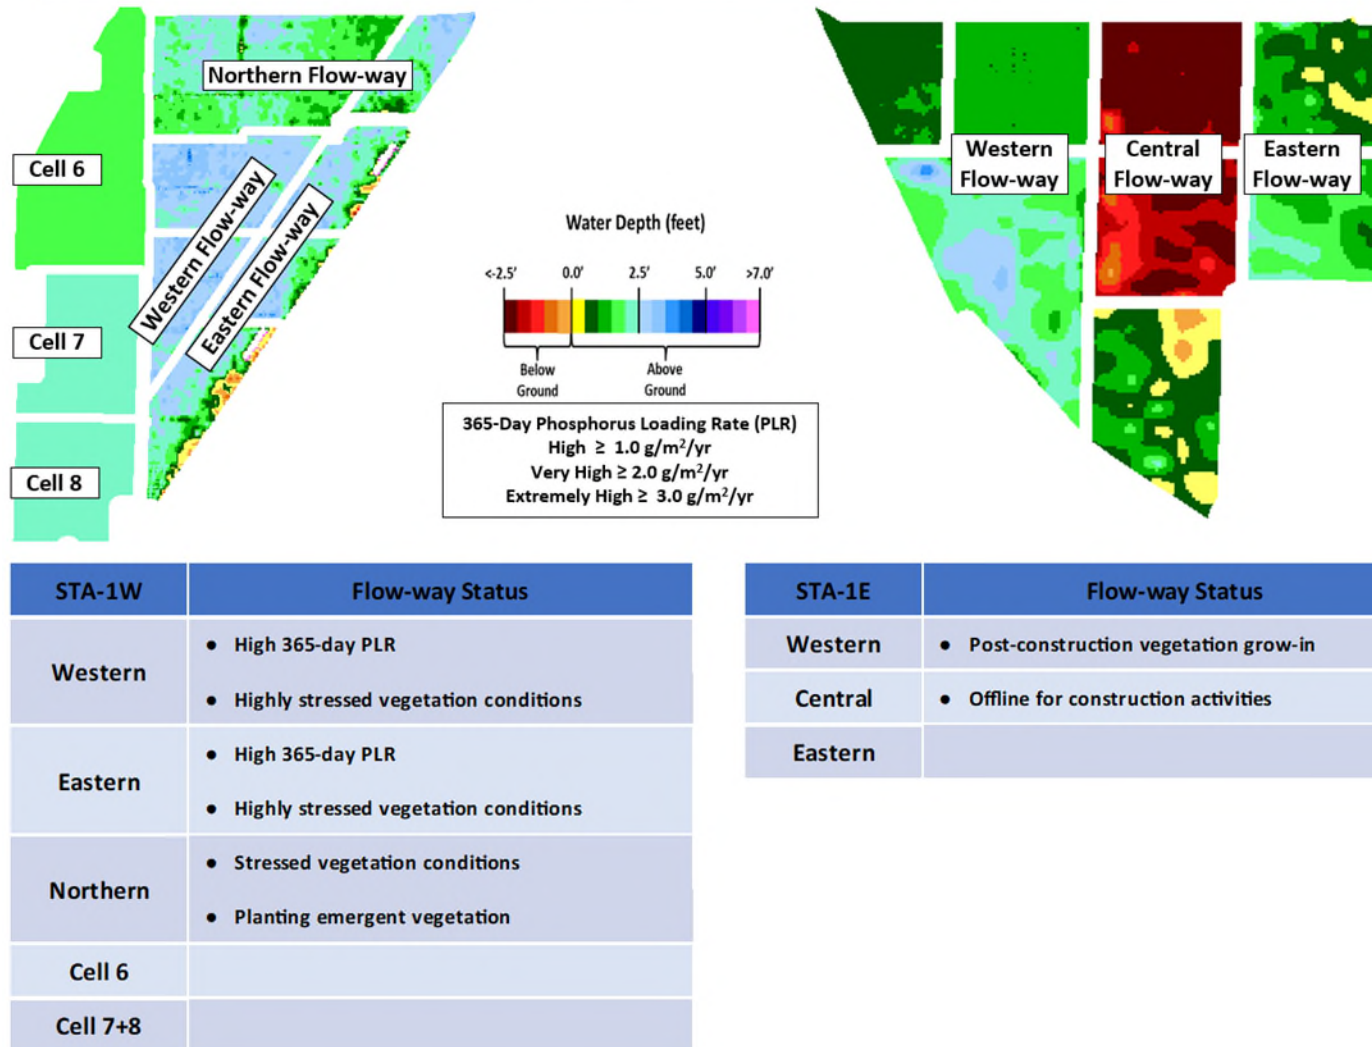 Northern Flow-way
Cell 6
Western Flow-way
Eastern Flow-way
Cell 7
Cell 8
Water Depth (feet)
<-2.5' 0.0' 2.5' 5.0' >7.0'
Below
Ground
Above
Ground
365-Day Phosphorus Loading Rate (PLR)
High ≥ 1.0 g/m²/yr
Very High ≥ 2.0 g/m²/yr
Extremely High ≥ 3.0 g/m²/yr
Western
Flow-way
Central
Flow-way
Eastern
Flow-way
STA-1W Flow-way Status
Western
● High 365-day PLR
● Highly stressed vegetation conditions
Eastern
● High 365-day PLR
● Highly stressed vegetation conditions
Northern
● Stressed vegetation conditions
● Planting emergent vegetation
Cell 6
Cell 7+8
STA-1E Flow-way Status
Western ● Post-construction vegetation grow-in
Central ● Offline for construction activities
Eastern